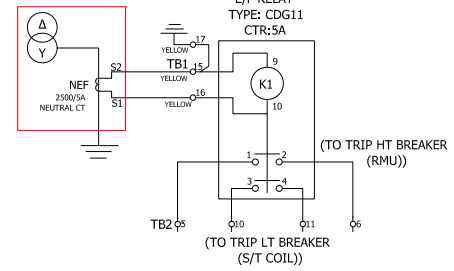 TYPE: CDG11
CTR:5A
17
YELLOW
TB1
15
9
S2
YELLOW
K1
NEF
2500/5A
NEUTRAL CT
S1
16
YELLOW
10
Δ
Y
1
2
(TO TRIP HT BREAKER
(RMU))
3
4
TB2
5
10
11
6
(TO TRIP LT BREAKER
(S/T COIL))